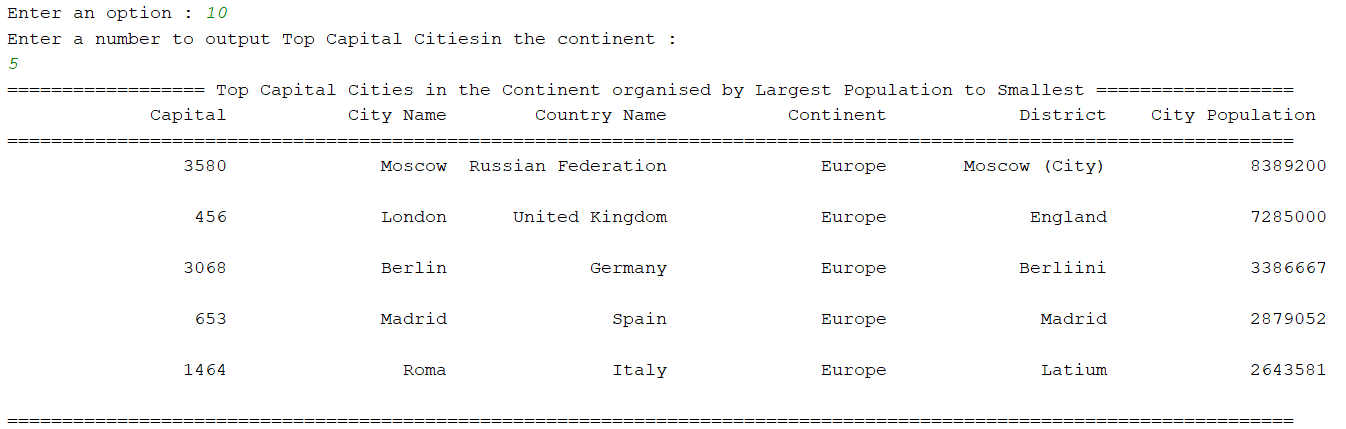 Enter an option : 10
Enter a number to output Top Capital Citiesin the continent :
5
================== Top Capital Cities in the Continent organised by Largest Population to Smallest ==================
Capital City Name Country Name Continent District City Population
=====================================================================================================================
3580 Moscow Russian Federation Europe Moscow (City) 8389200
456 London United Kingdom Europe England 7285000
3068 Berlin Germany Europe Berliini 3386667
653 Madrid Spain Europe Madrid 2879052
1464 Roma Italy Europe Latium 2643581
=====================================================================================================================